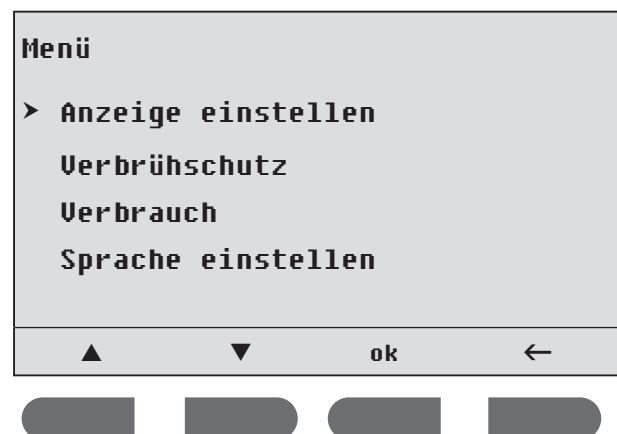 Menü
➤ Anzeige einstellen
Verbrühschutz
Verbrauch
Sprache einstellen
▲ ▼ ok ←